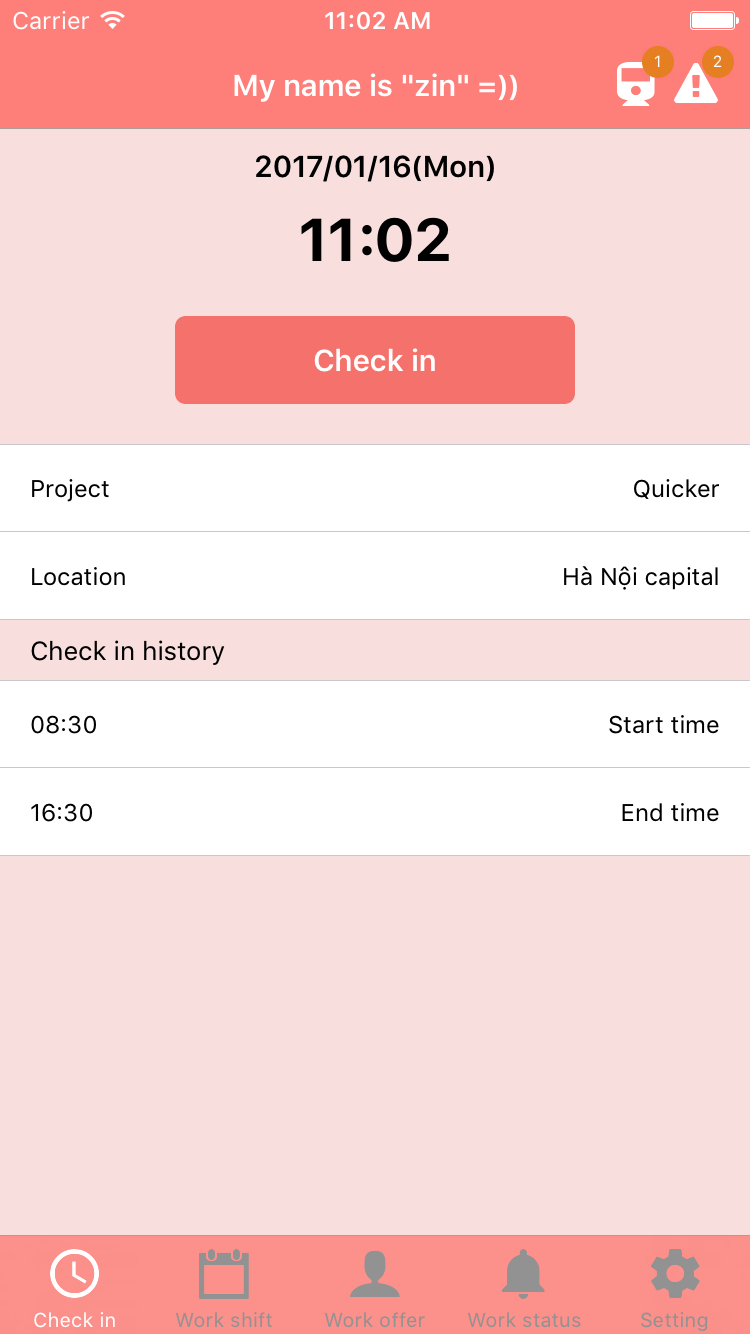 Carrier 11:02 AM
1 2
My name is "zin" =))
2017/01/16(Mon)
11:02
Check in
Project Quicker
Location Hà Nội capital
Check in history
08:30 Start time
16:30 End time
Check in Work shift Work offer Work status Setting